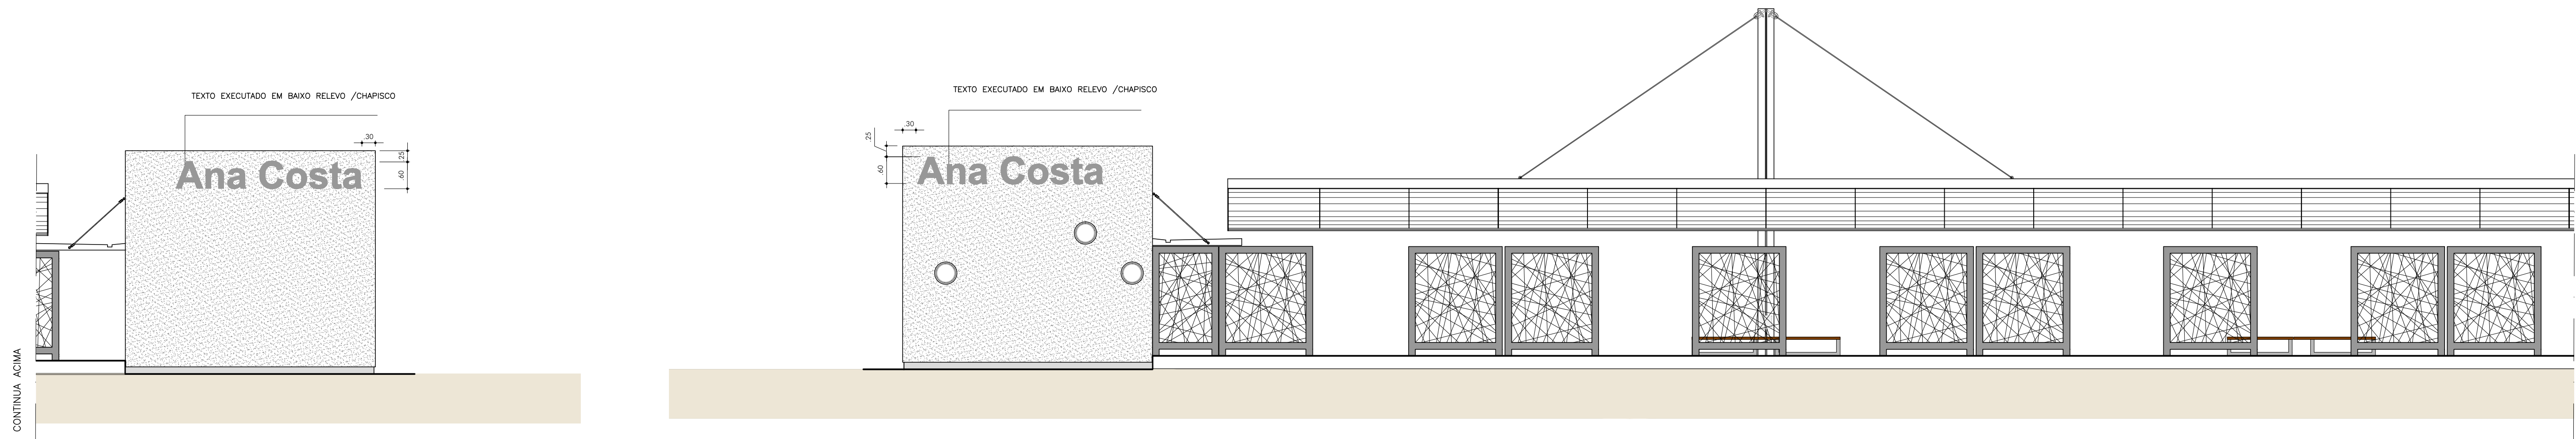 TEXTO EXECUTADO EM BAIXO RELEVO /CHAPISCO
.30
.25
.60
Ana Costa
CONTINUA ACIMA
TEXTO EXECUTADO EM BAIXO RELEVO /CHAPISCO
.30
.25
.60
Ana Costa